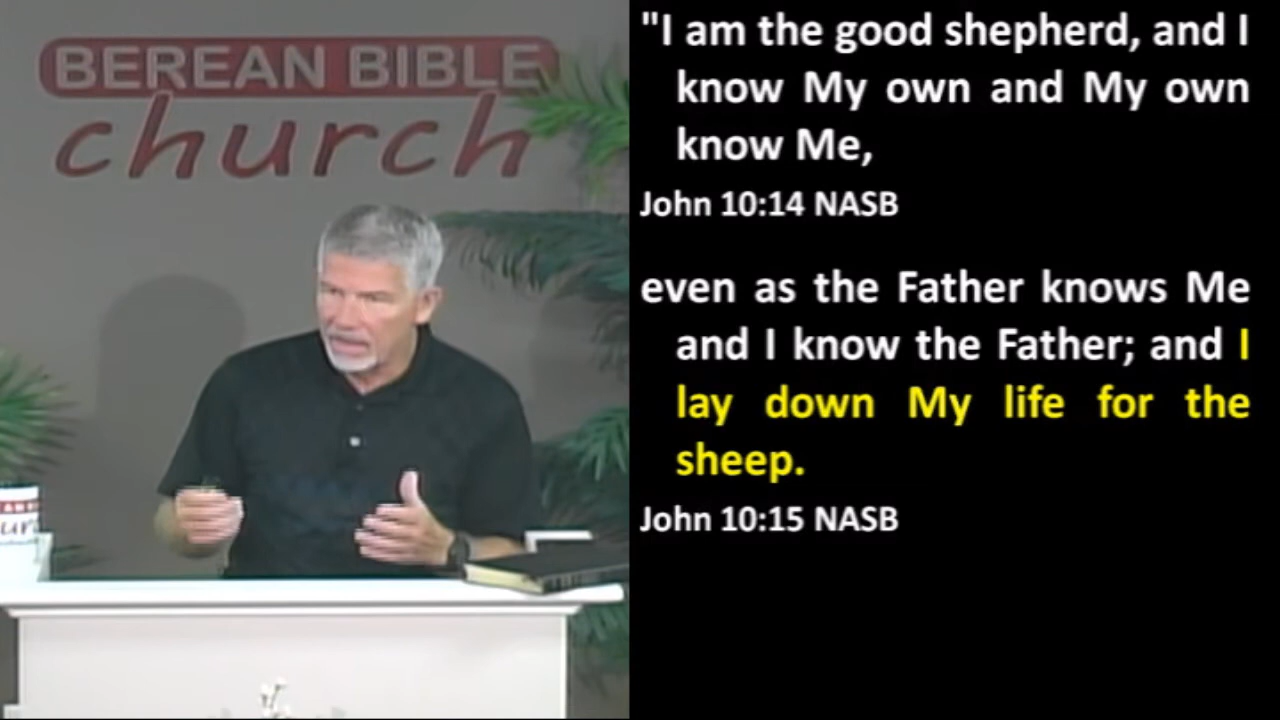 BEREAN BIBLE
church
"I am the good shepherd, and I
know My own and My own
know Me,
John 10:14 NASB
even as the Father knows Me
and I know the Father; and I
lay down My life for the
sheep.
John 10:15 NASB